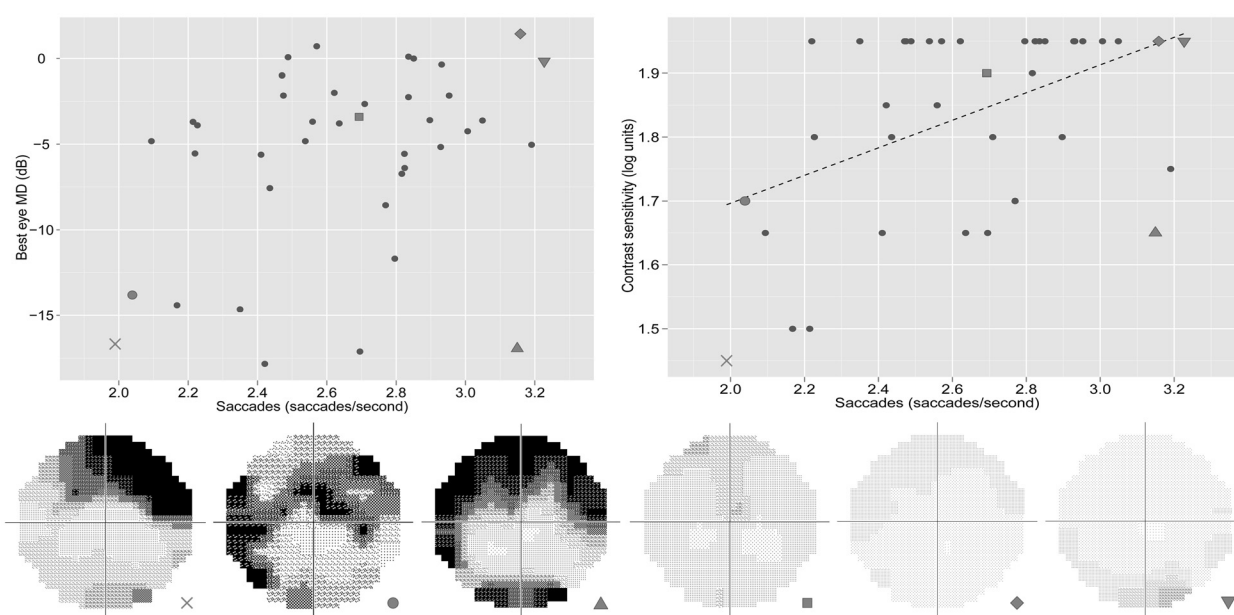 Best eye MD (dB)
0
−5
−10
−15
2.0 2.2 2.4 2.6 2.8 3.0 3.2
Saccades (saccades/second)
Contrast sensitivity (log units)
1.9
1.8
1.7
1.6
1.5
2.0 2.2 2.4 2.6 2.8 3.0 3.2
Saccades (saccades/second)